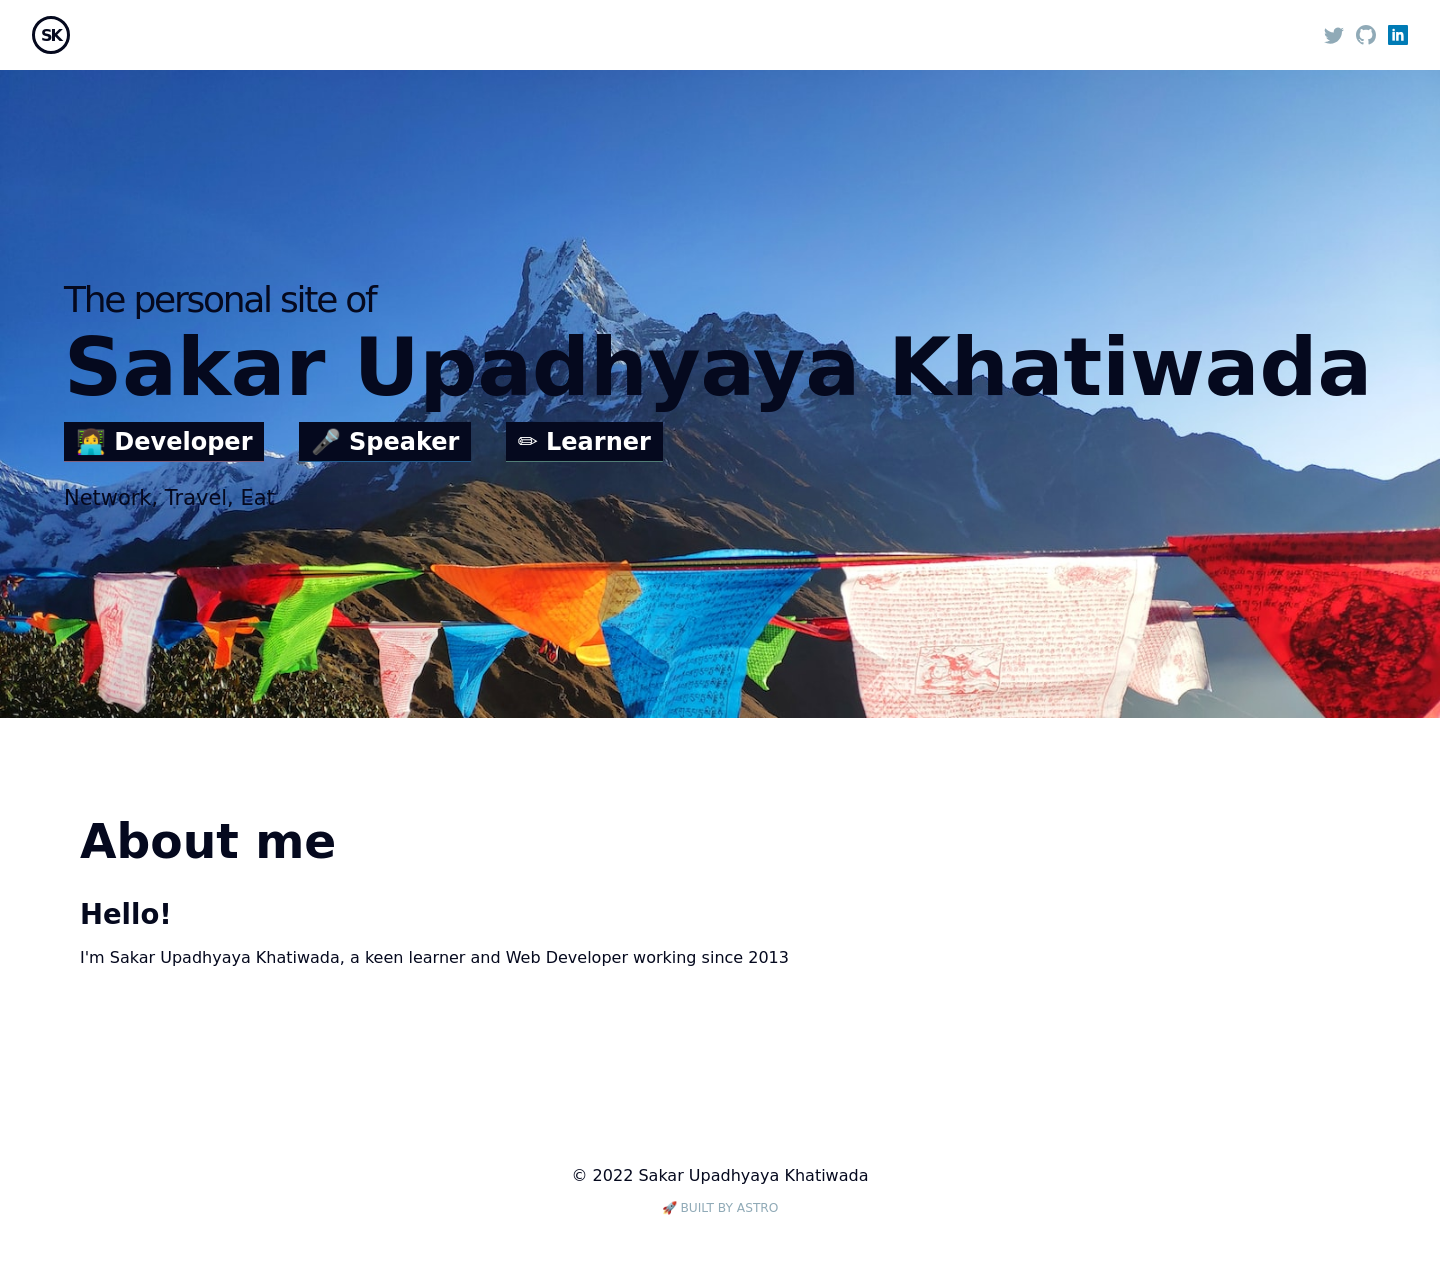 SK
The personal site of
Sakar Upadhyaya Khatiwada
👩‍💻 Developer 🎤 Speaker ✏ Learner
Network, Travel, Eat
About me
Hello!
I'm Sakar Upadhyaya Khatiwada, a keen learner and Web Developer working since 2013
© 2022 Sakar Upadhyaya Khatiwada
🚀 BUILT BY ASTRO